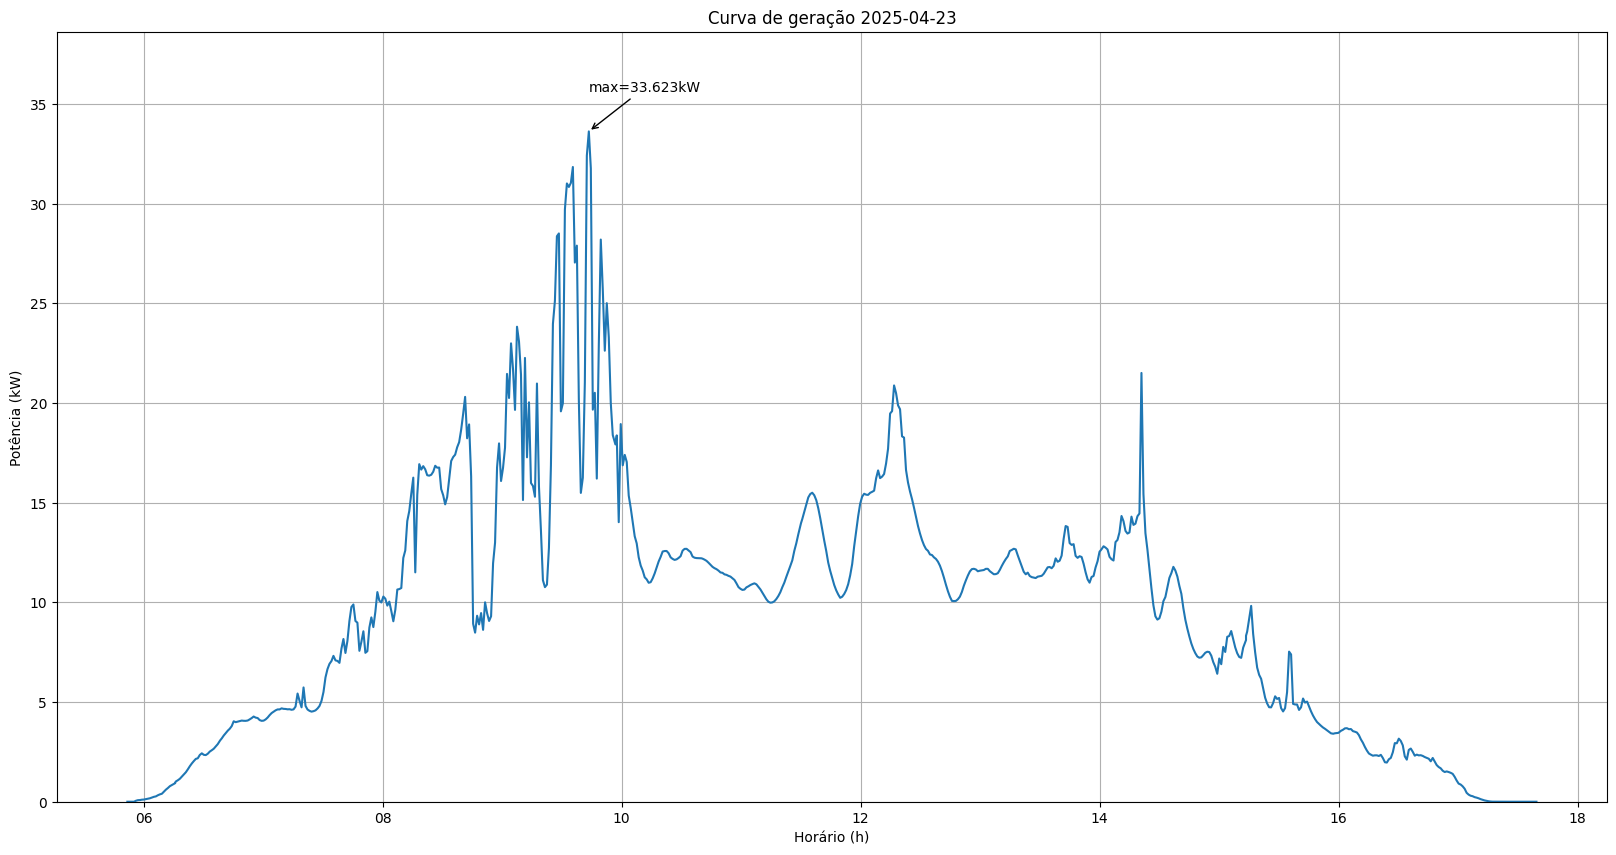 Curva de geração 2025-04-23
max=33.623kW
35
30
25
20
15
10
5
0
Potência (kW)
06 08 10 12 14 16 18
Horário (h)